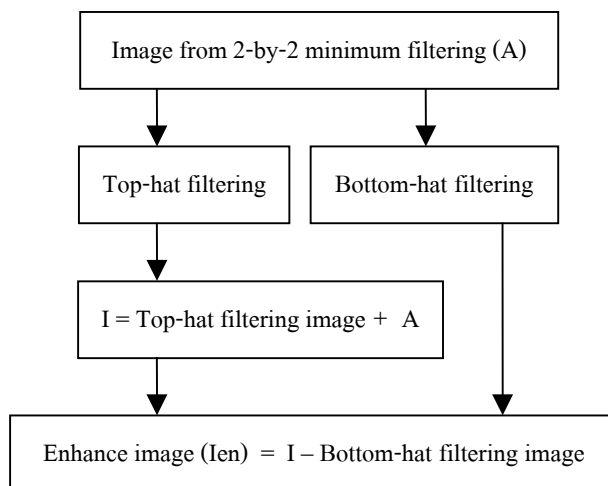 Image from 2-by-2 minimum filtering (A)
Top-hat filtering
Bottom-hat filtering
I = Top-hat filtering image + A
Enhance image (Ien) = I – Bottom-hat filtering image